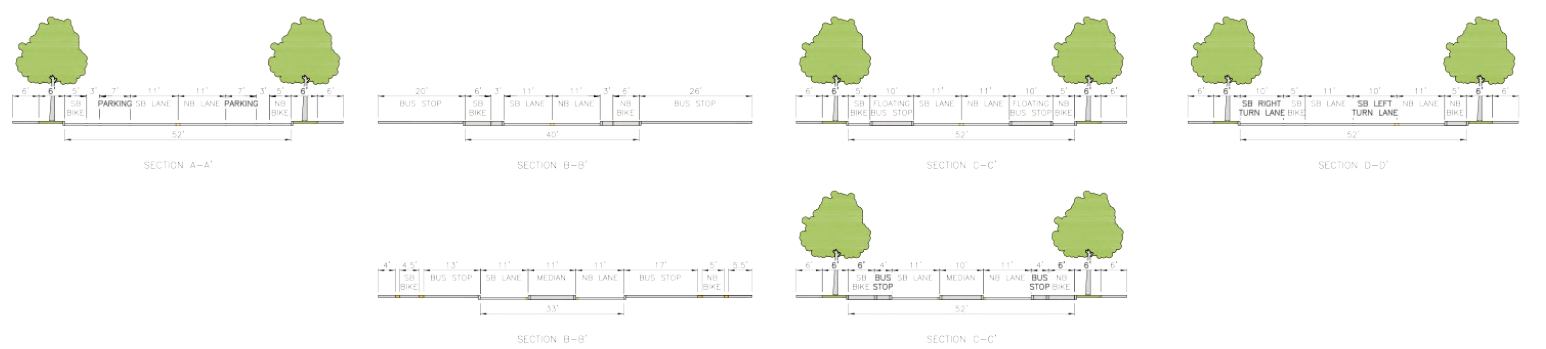 6' 6' 5' 3' 7' 11' 11' 7' 3' 5' 6' 6'
SB BIKE PARKING SB LANE NB LANE PARKING NB BIKE
52'
SECTION A-A'
20' 6' 3' 11' 11' 3' 6' 26'
BUS STOP SB BIKE SB LANE NB LANE NB BIKE BUS STOP
40'
SECTION B-B'
6' 6' 5' 10' 11' 11' 10' 5' 6' 6'
SB BIKE FLOATING BUS STOP SB LANE NB LANE FLOATING BUS STOP NB BIKE
52'
SECTION C-C'
6' 6' 10' 5' 11' 10' 11' 5' 6' 6'
SB RIGHT TURN LANE SB BIKE SB LANE SB LEFT TURN LANE NB LANE NB BIKE
52'
SECTION D-D'
4' 4.5' 13' 11' 11' 11' 17' 5' 5.5'
SB BIKE BUS STOP SB LANE MEDIAN NB LANE BUS STOP NB BIKE
33'
SECTION B-B'
6' 6' 6' 4' 11' 10' 11' 4' 6' 6' 6'
SB BIKE BUS STOP SB LANE MEDIAN NB LANE BUS STOP NB BIKE
52'
SECTION C-C'